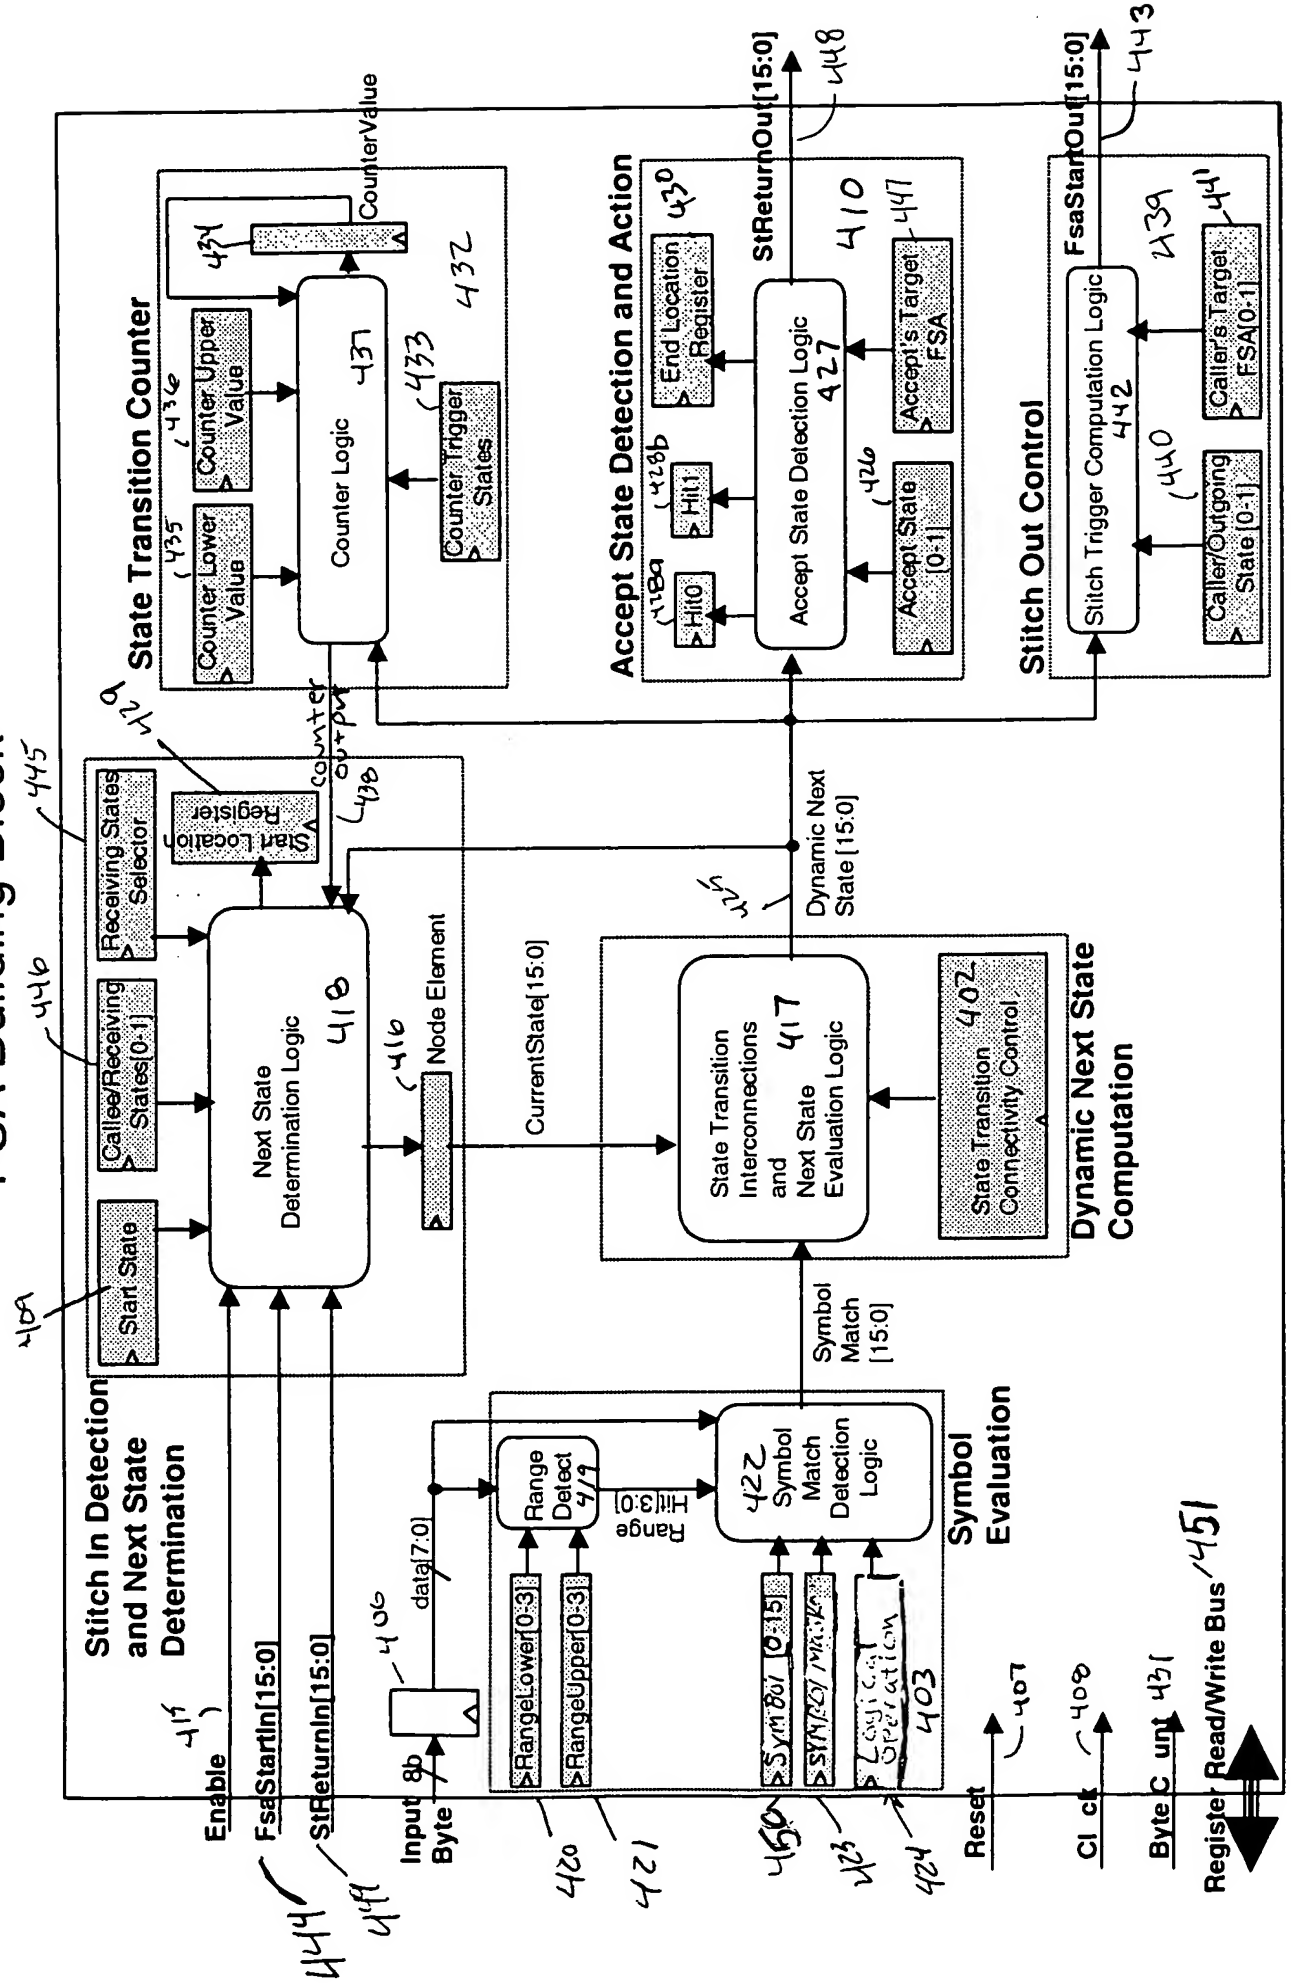 FSA Building Block
Stitch In Detection
and Next State
Determination
409
Start State
446
Callee/Receiving
States[0-1]
445
Receiving States
Selector
429
Start Location
Register
Next State
Determination Logic
418
416
Node Element
CurrentState[15:0]
Enable
415
FsaStartIn[15:0]
444
StReturnIn[15:0]
449
Input
Byte
8b
406
data[7:0]
State Transition Counter
435
Counter Lower
Value
436
Counter Upper
Value
434
CounterValue
Counter Logic
437
432
433
Counter Trigger
States
counter
output
438
RangeLower[0-3]
420
RangeUpper[0-3]
421
Range
Detect
419
Range
Hit[3:0]
422
Symbol
Match
Detection
Logic
SYMBOL [0-15]
450
SYMBOL MASK
423
Logical
operation
424
403
Symbol
Evaluation
Symbol
Match
[15:0]
State Transition
Interconnections
and
Next State
Evaluation Logic
417
State Transtion
Connectivity Control
402
Dynamic Next State
Computation
425
Dynamic Next
State [15:0]
Accept State Detection and Action
428a
Hit0
428b
Hit1
430
End Location
Register
Accept State Detection Logic
427
StReturnOut[15:0]
448
410
426
Accept State
[0-1]
447
Accept's Target
FSA
Stitch Out Control
Stitch Trigger Computation Logic
442
FsaStartOut[15:0]
443
439
440
Caller/Outgoing
State [0-1]
441
Caller's Target
FSA[0-1]
Reset
407
Cl ck
408
Byte C unt 431
Register Read/Write Bus 451